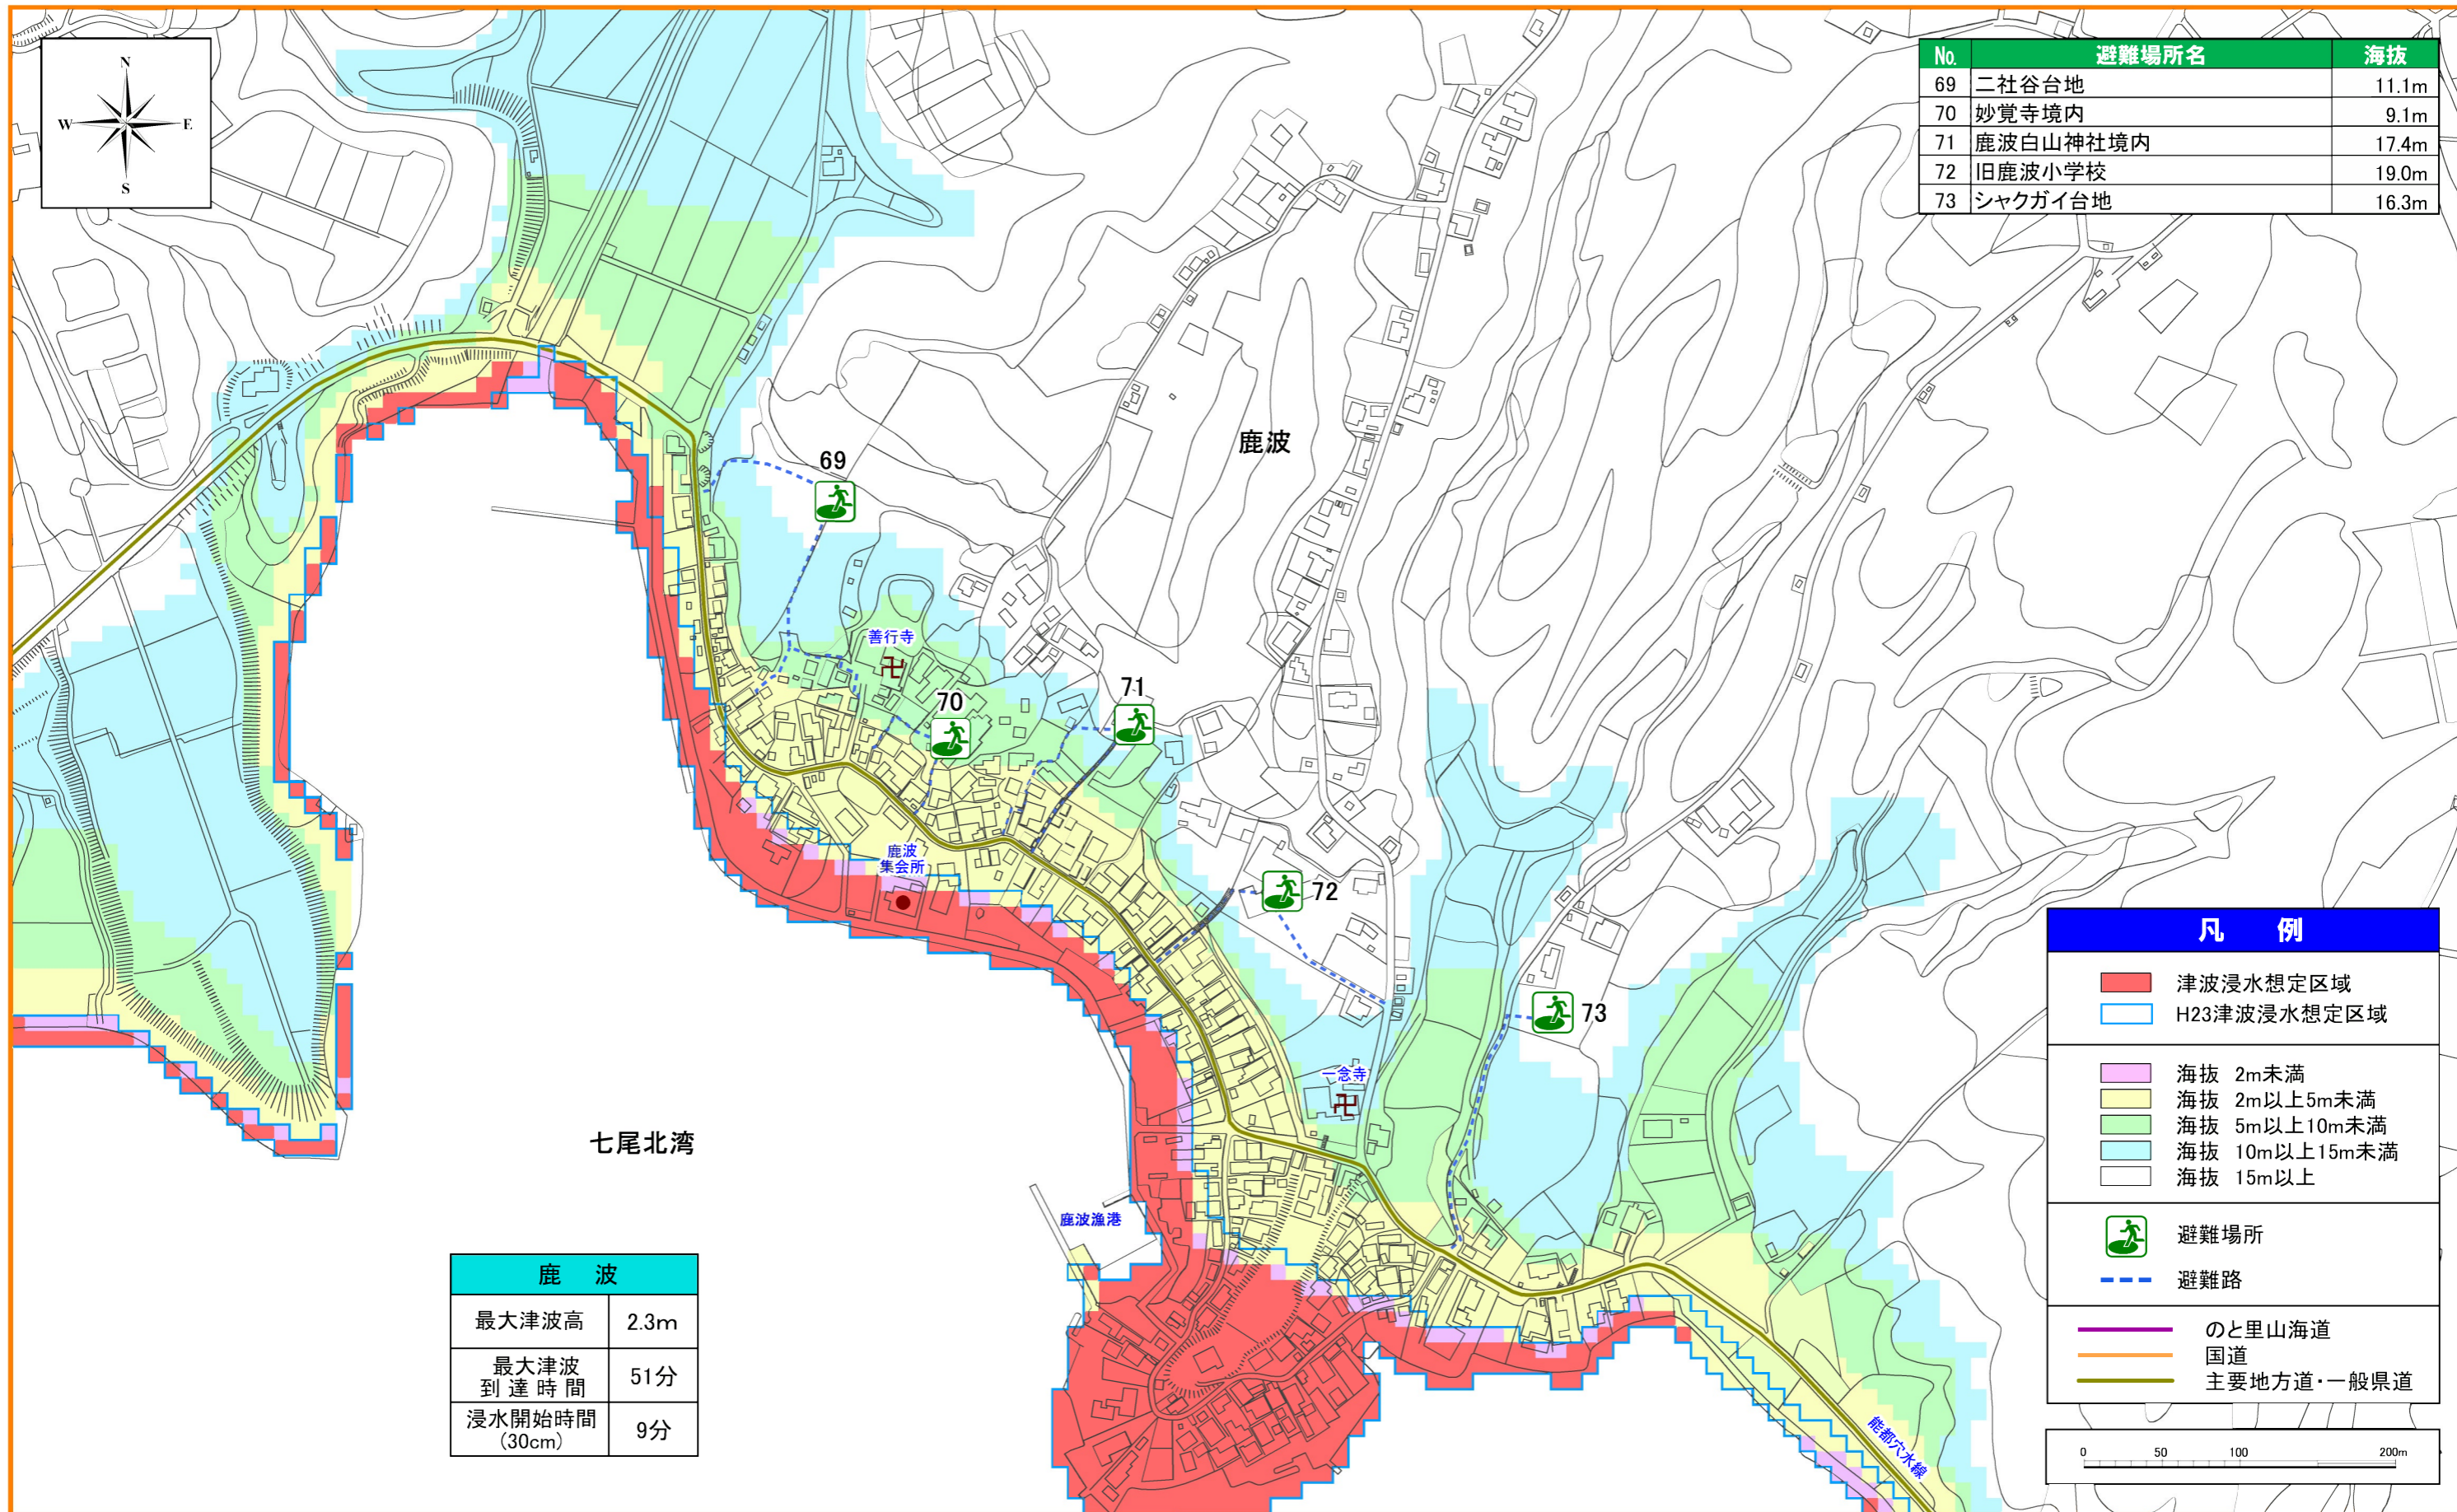 N
W E
S
No. 避難場所名 海抜
69 二社谷台地 11.1m
70 妙覚寺境内 9.1m
71 鹿波白山神社境内 17.4m
72 旧鹿波小学校 19.0m
73 シャクガイ台地 16.3m
鹿波
69
善行寺
70
71
鹿波
集会所
72
73
一念寺
七尾北湾
鹿波漁港
能都穴水線
鹿 波
最大津波高 2.3m
最大津波
到達時間 51分
浸水開始時間
(30cm) 9分
凡 例
津波浸水想定区域
H23津波浸水想定区域
海抜 2m未満
海抜 2m以上5m未満
海抜 5m以上10m未満
海抜 10m以上15m未満
海抜 15m以上
避難場所
避難路
のと里山海道
国道
主要地方道・一般県道
0 50 100 200m